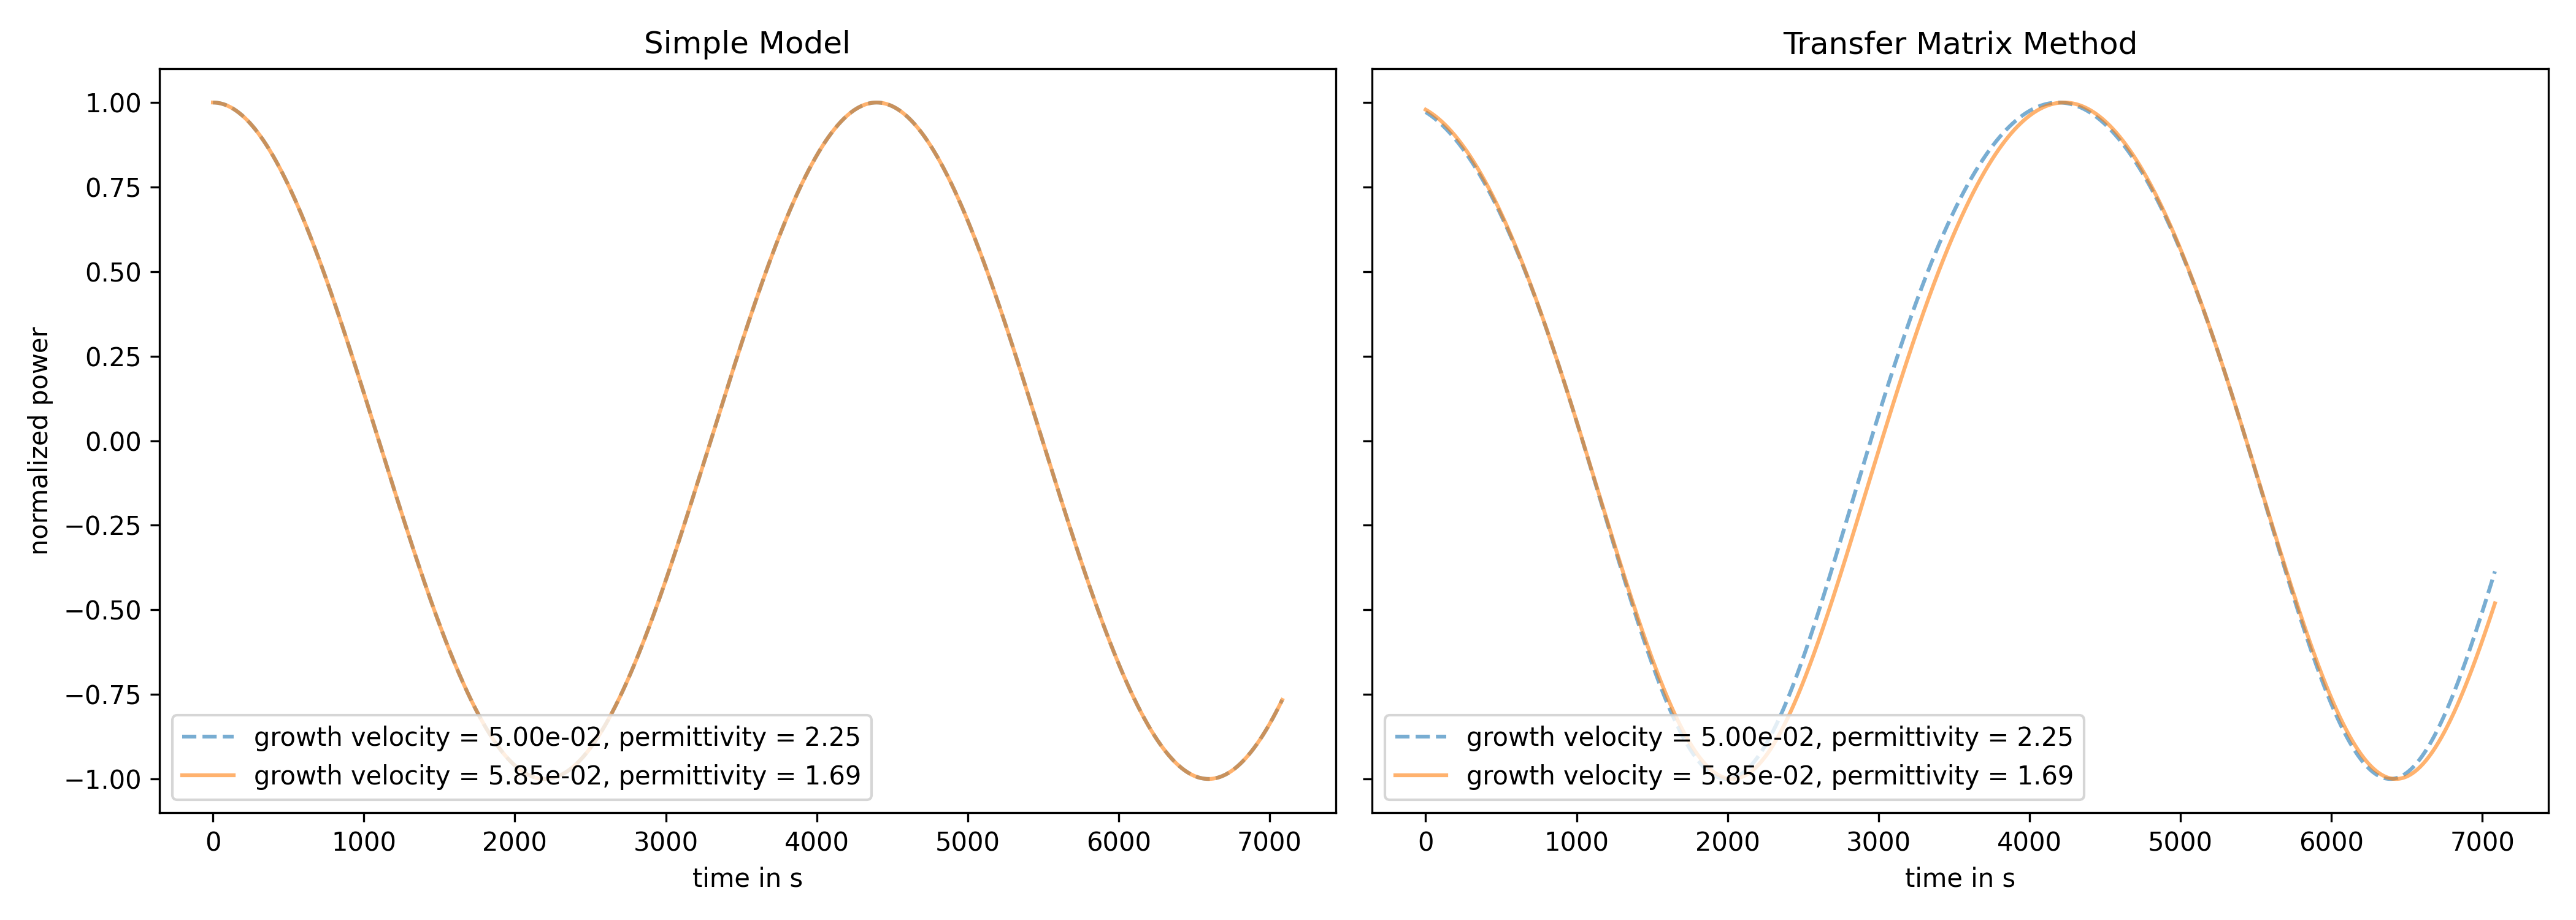 Simple Model
normalized power
1.00
0.75
0.50
0.25
0.00
−0.25
−0.50
−0.75
−1.00
growth velocity = 5.00e-02, permittivity = 2.25
growth velocity = 5.85e-02, permittivity = 1.69
0 1000 2000 3000 4000 5000 6000 7000
time in s
Transfer Matrix Method
growth velocity = 5.00e-02, permittivity = 2.25
growth velocity = 5.85e-02, permittivity = 1.69
0 1000 2000 3000 4000 5000 6000 7000
time in s